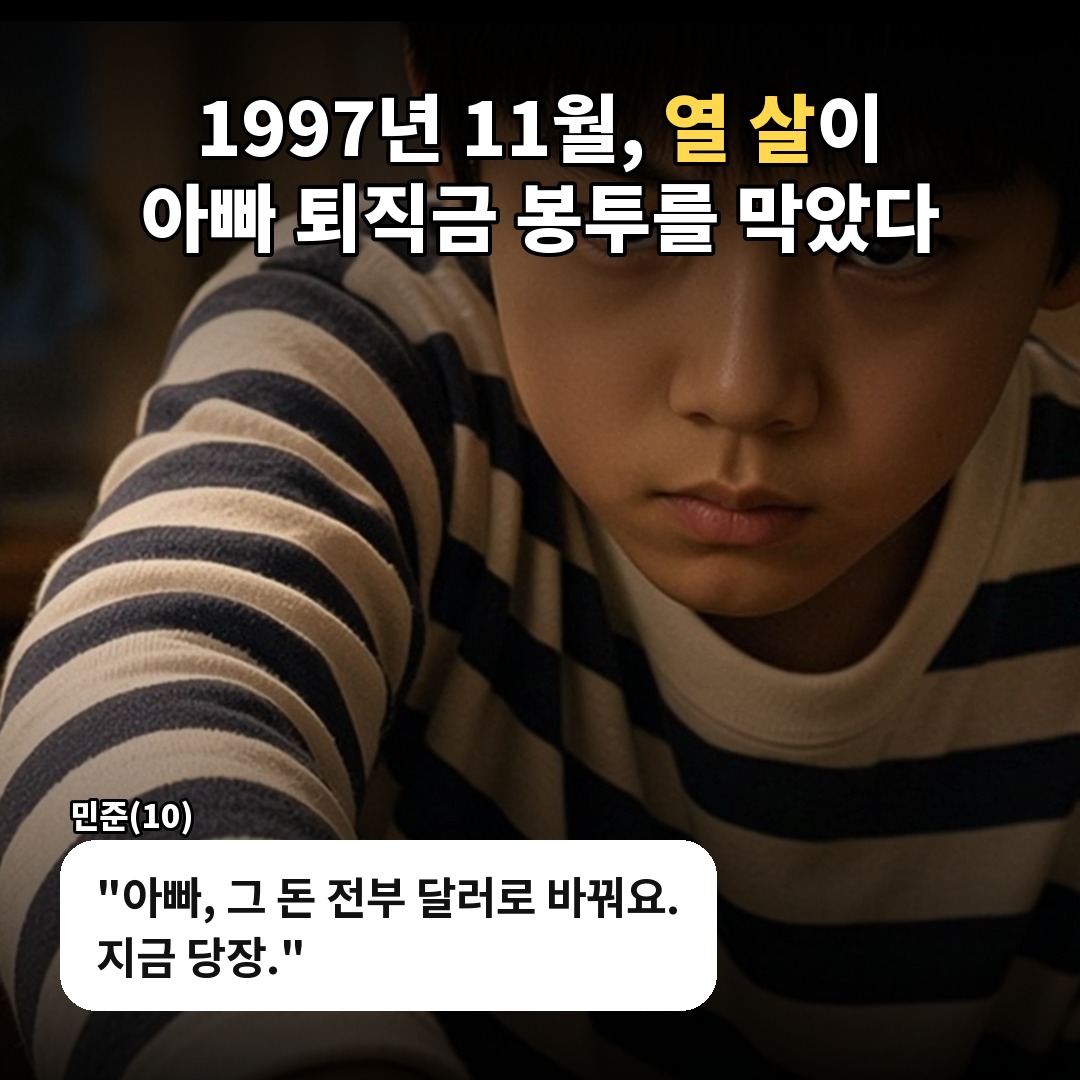 1997년 11월, 열 살이
아빠 퇴직금 봉투를 막았다
민준(10)
"아빠, 그 돈 전부 달러로 바꿔요.
지금 당장."